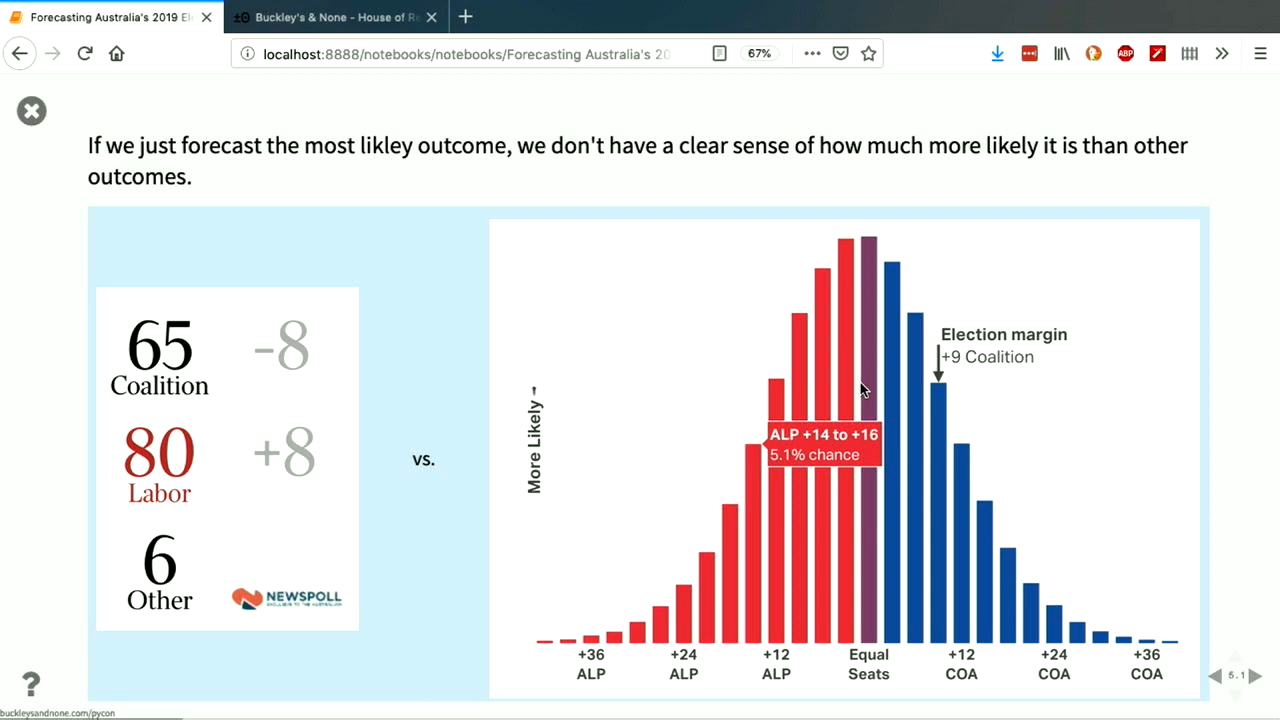 Forecasting Australia's 2019 El
Buckley's & None - House of Re
localhost:8888/notebooks/notebooks/Forecasting Australia's 20
67%
ABP
If we just forecast the most likley outcome, we don't have a clear sense of how much more likely it is than other
outcomes.
65 -8
Coalition
80 +8
Labor
6
Other
NEWSPOLL
vs.
More Likely→
Election margin
+9 Coalition
ALP +14 to +16
5.1% chance
+36 +24 +12 Equal +12 +24 +36
ALP ALP ALP Seats COA COA COA
?
5.1
buckleysandnone.com/pycon